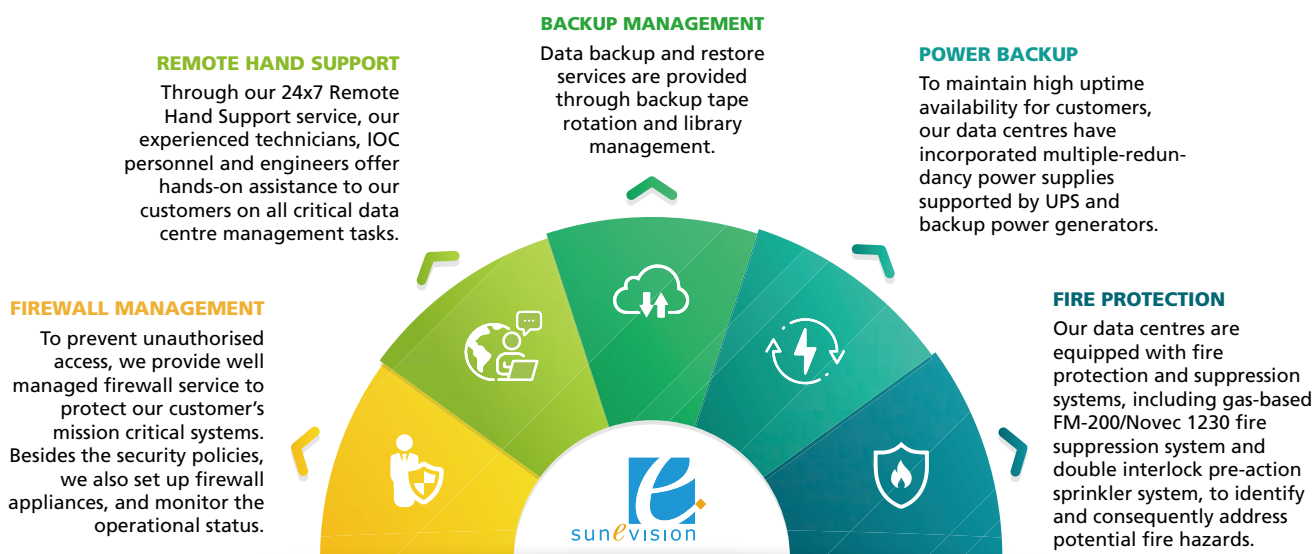 BACKUP MANAGEMENT
Data backup and restore
services are provided
through backup tape
rotation and library
management.
REMOTE HAND SUPPORT
Through our 24x7 Remote
Hand Support service, our
experienced technicians, IOC
personnel and engineers offer
hands-on assistance to our
customers on all critical data
centre management tasks.
POWER BACKUP
To maintain high uptime
availability for customers,
our data centres have
incorporated multiple-redun-
dancy power supplies
supported by UPS and
backup power generators.
FIREWALL MANAGEMENT
To prevent unauthorised
access, we provide well
managed firewall service to
protect our customer's
mission critical systems.
Besides the security policies,
we also set up firewall
appliances, and monitor the
operational status.
FIRE PROTECTION
Our data centres are
equipped with fire
protection and suppression
systems, including gas-based
FM-200/Novec 1230 fire
suppression system and
double interlock pre-action
sprinkler system, to identify
and consequently address
potential fire hazards.
e
sunevision